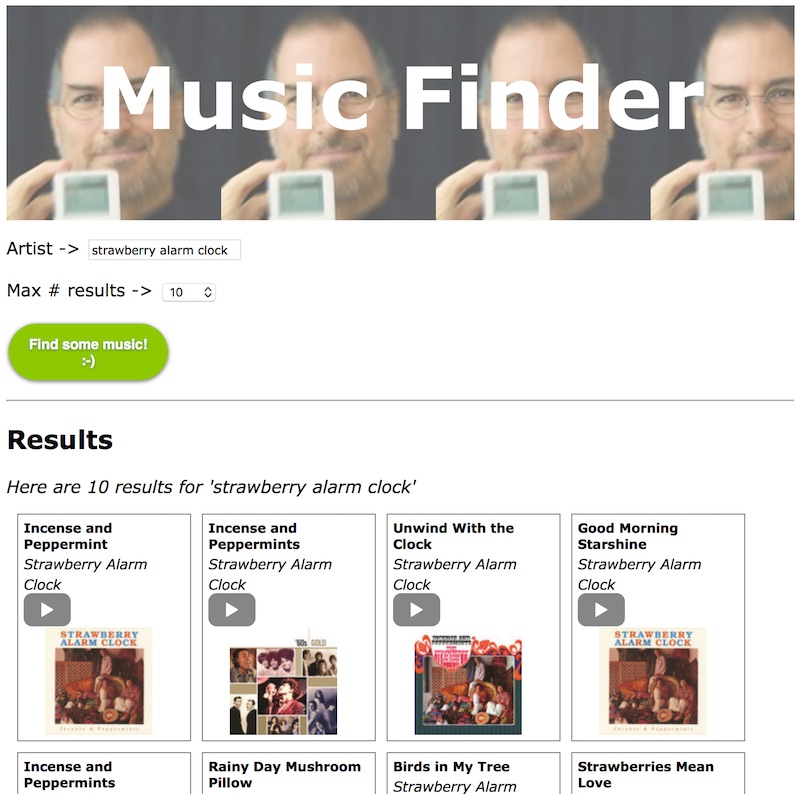 Music Finder
Artist -> strawberry alarm clock
Max # results -> 10
Find some music!
:-)
Results
Here are 10 results for 'strawberry alarm clock'
Incense and
Peppermint
Strawberry Alarm
Clock
STRAWBERRY
ALARM CLOCK
Incense & Peppermints
Incense and
Peppermints
Strawberry Alarm
Clock
'60s GOLD
Unwind With the
Clock
Strawberry Alarm
Clock
INCENSE AND
PEPPERMINTS
Good Morning
Starshine
Strawberry Alarm
Clock
STRAWBERRY
ALARM CLOCK
Incense & Peppermints
Incense and
Peppermints
Rainy Day Mushroom
Pillow
Birds in My Tree
Strawberry Alarm
Strawberries Mean
Love